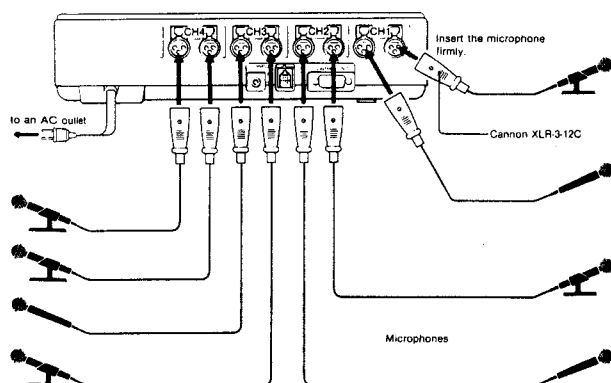 CH4 CH3 CH2 CH1
Insert the microphone
firmly.
to an AC outlet
Cannon XLR-3-12C
Microphones